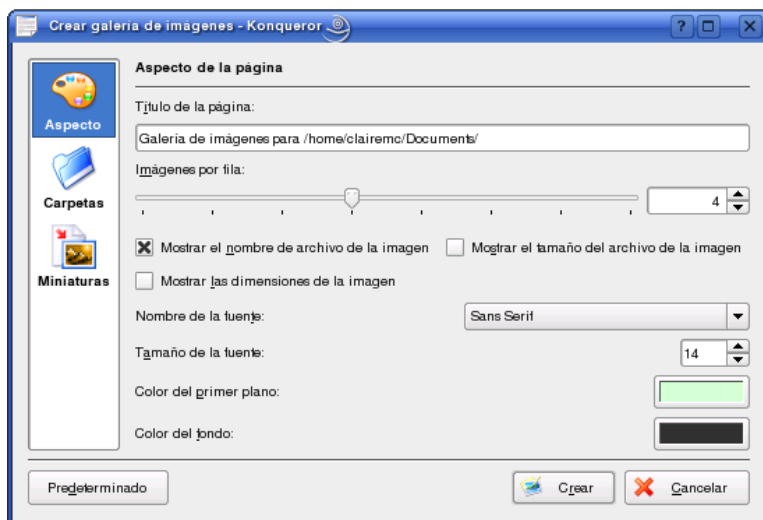 Crear galería de imágenes - Konqueror
Aspecto
Carpetas
Miniaturas
Aspecto de la página
Título de la página:
Galería de imágenes para /home/clairemc/Documents/
Imágenes por fila:
4
Mostrar el nombre de archivo de la imagen
Mostrar el tamaño del archivo de la imagen
Mostrar las dimensiones de la imagen
Nombre de la fuente:
Sans Serif
Tamaño de la fuente:
14
Color del primer plano:
Color del fondo:
Predeterminado
Crear
Cancelar